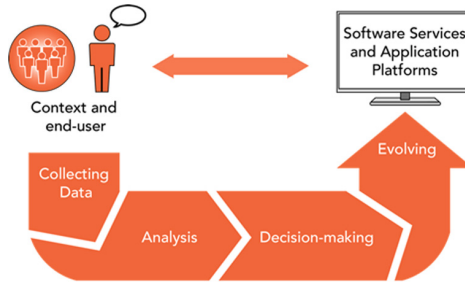 Software Services
and Application
Platforms
Context and
end-user
Collecting
Data
Analysis
Decision-making
Evolving